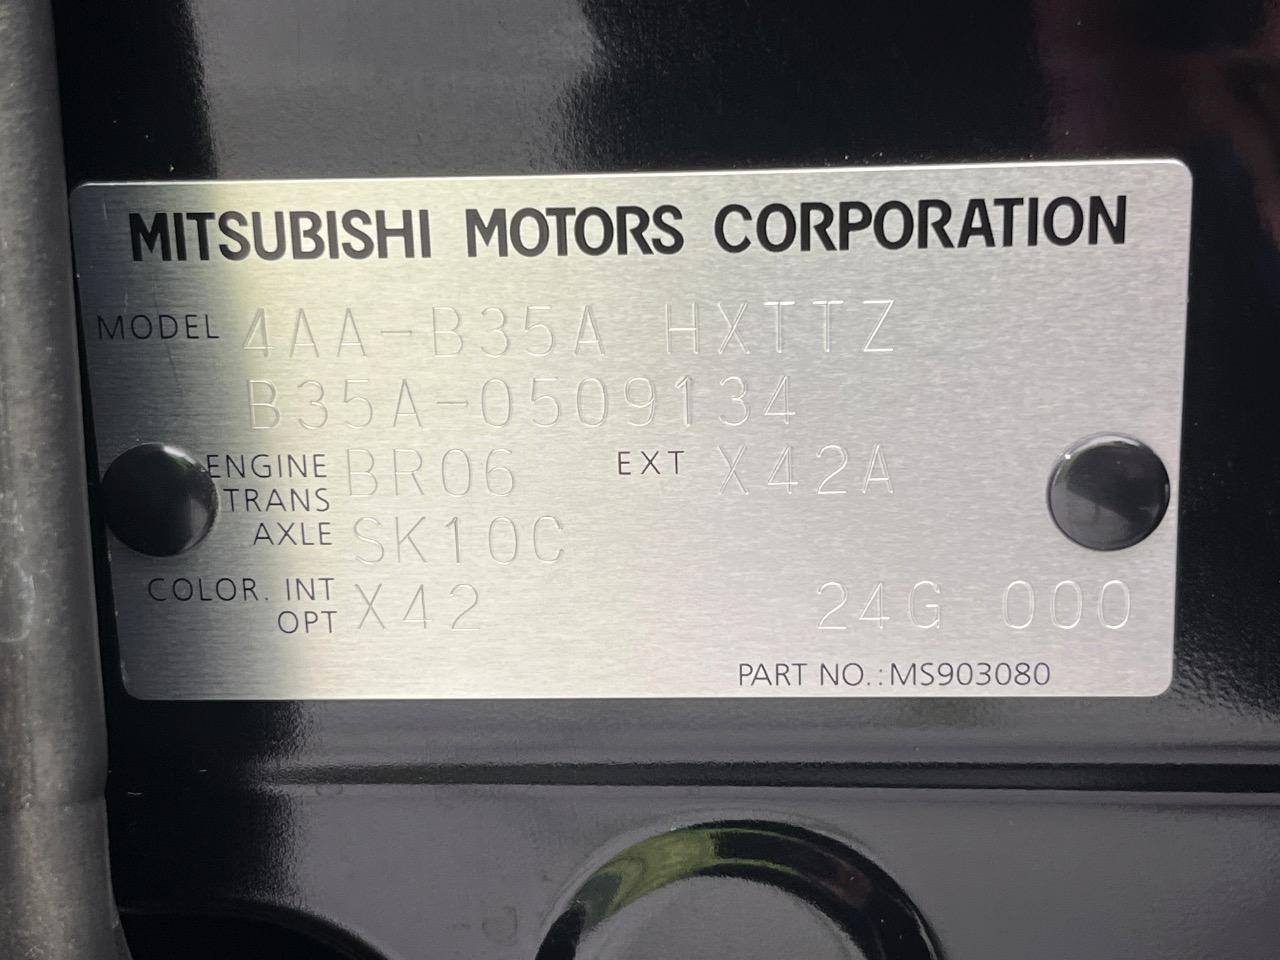 MITSUBISHI MOTORS CORPORATION
MODEL 4AA-B35A HXTTZ
B35A-0509134
ENGINE BR06 EXT X42A
TRANS
AXLE SK10C
COLOR. INT X42 24G 000
OPT
PART NO.:MS903080